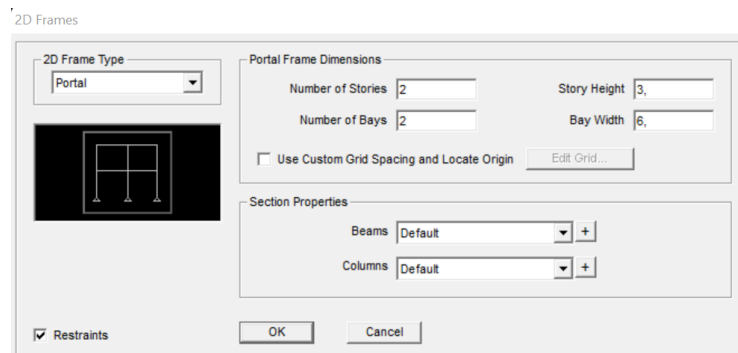 2D Frames
2D Frame Type
Portal
Portal Frame Dimensions
Number of Stories 2 Story Height 3,
Number of Bays 2 Bay Width 6,
Use Custom Grid Spacing and Locate Origin Edit Grid...
Section Properties
Beams Default +
Columns Default +
Restraints OK Cancel